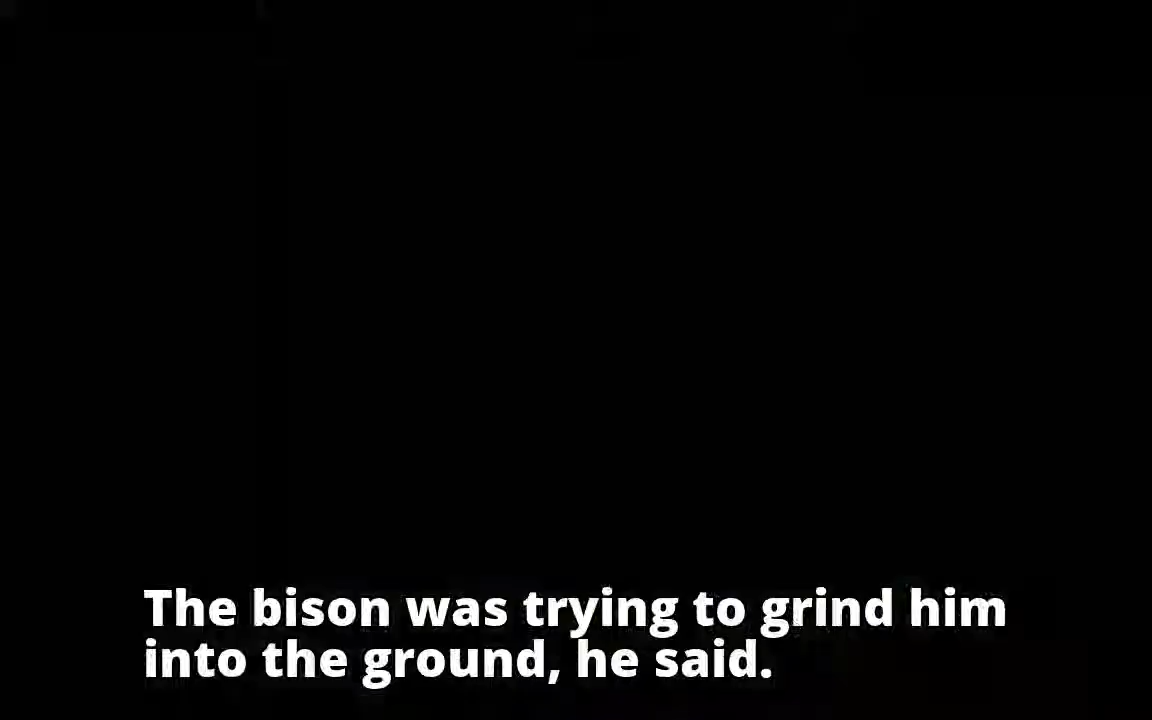 The bison was trying to grind him
into the ground, he said.